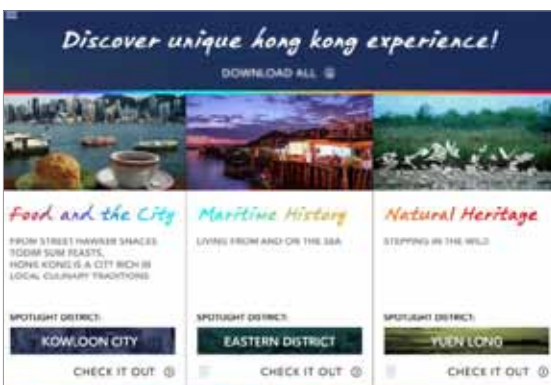 Discover unique hong kong experience!
DOWNLOAD ALL
Food and the City
Maritime History
Natural Heritage
FROM STREET HAWKER SNACKS
TODIM SUM FEASTS,
HONG KONG IS A CITY RICH IN
LOCAL CULINARY TRADITIONS
LIVING FROM AND ON THE SEA
STEPPING IN THE WILD
SPOTLIGHT DISTRICT:
KOWLOON CITY
CHECK IT OUT
SPOTLIGHT DISTRICT:
EASTERN DISTRICT
CHECK IT OUT
SPOTLIGHT DISTRICT:
YUEN LONG
CHECK IT OUT